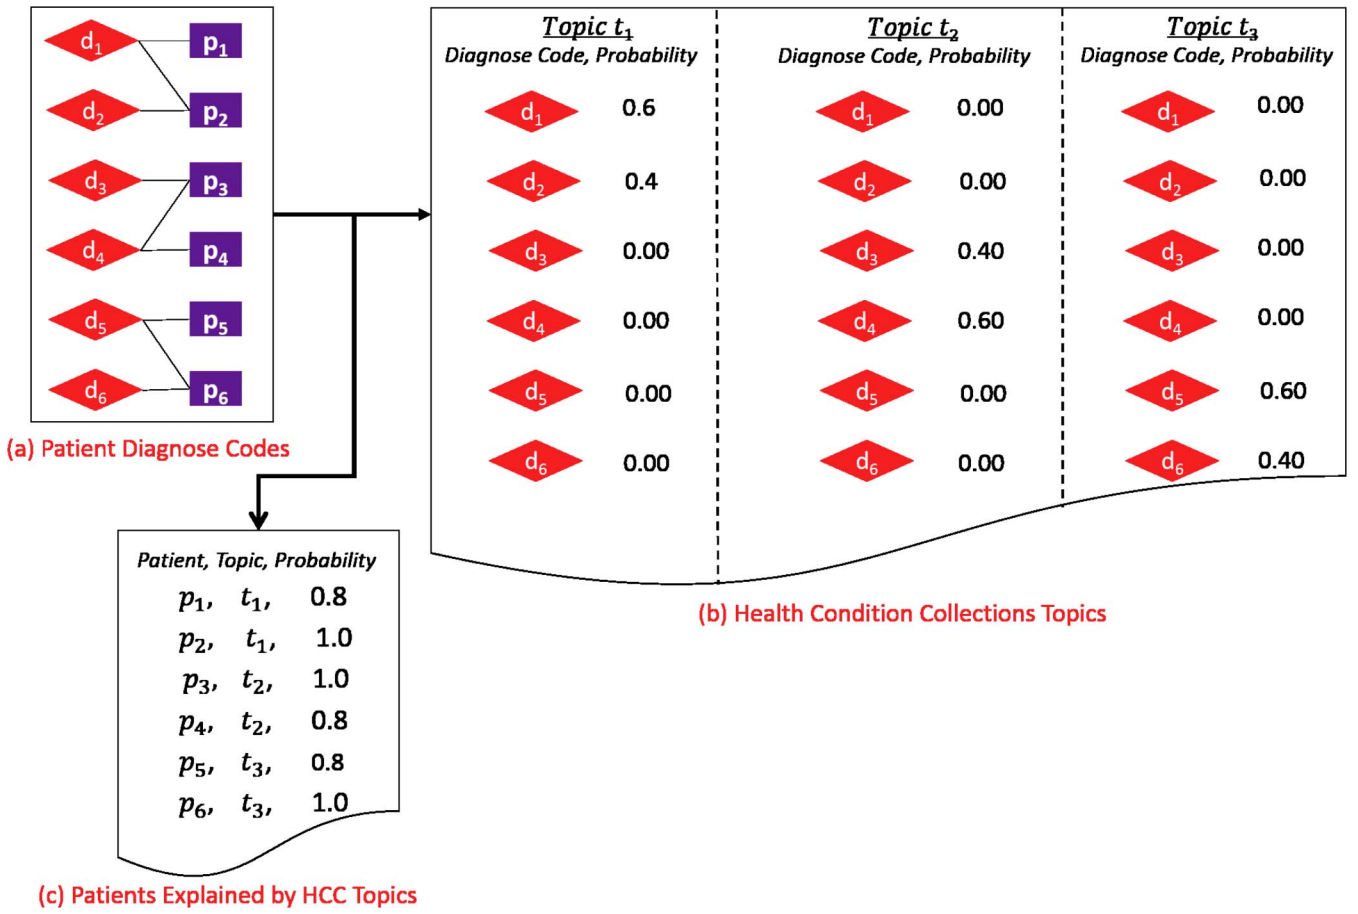 d₁ p₁
d₂ p₂
d₃ p₃
d₄ p₄
d₅ p₅
d₆ p₆
(a) Patient Diagnose Codes
Topic t₁
Diagnose Code, Probability
d₁ 0.6
d₂ 0.4
d₃ 0.00
d₄ 0.00
d₅ 0.00
d₆ 0.00
Topic t₂
Diagnose Code, Probability
d₁ 0.00
d₂ 0.00
d₃ 0.40
d₄ 0.60
d₅ 0.00
d₆ 0.00
Topic t₃
Diagnose Code, Probability
d₁ 0.00
d₂ 0.00
d₃ 0.00
d₄ 0.00
d₅ 0.60
d₆ 0.40
(b) Health Condition Collections Topics
Patient, Topic, Probability
p₁, t₁, 0.8
p₂, t₁, 1.0
p₃, t₂, 1.0
p₄, t₂, 0.8
p₅, t₃, 0.8
p₆, t₃, 1.0
(c) Patients Explained by HCC Topics